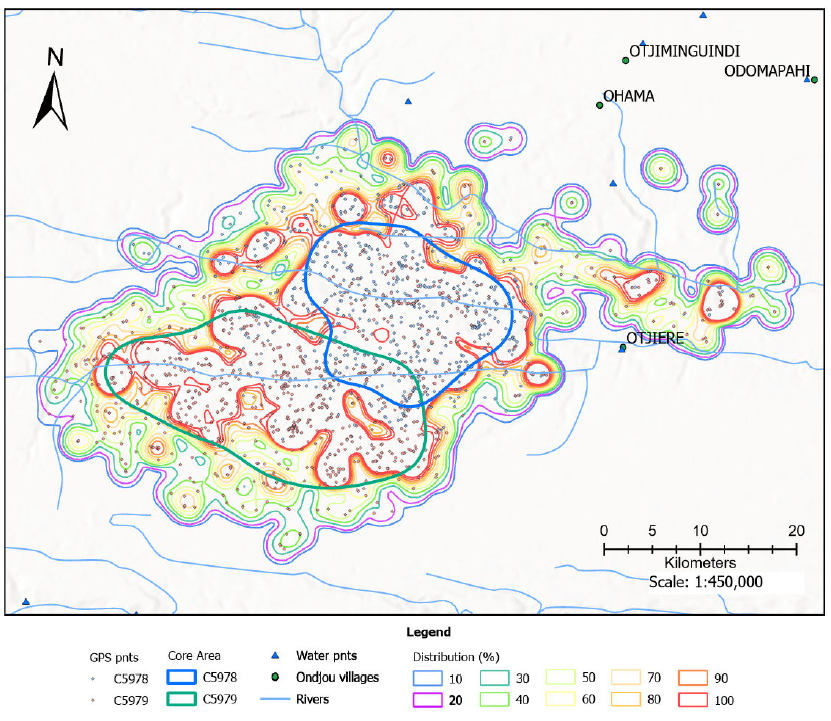 N
OTJIMINGUINDI
ODOMAPAHI
OHAMA
OTJIERE
0 5 10 20
Kilometers
Scale: 1:450,000
Legend
GPS pnts Core Area Water pnts Distribution (%)
C5978 C5978 Ondjou villages 10 30 50 70 90
C5979 C5979 Rivers 20 40 60 80 100